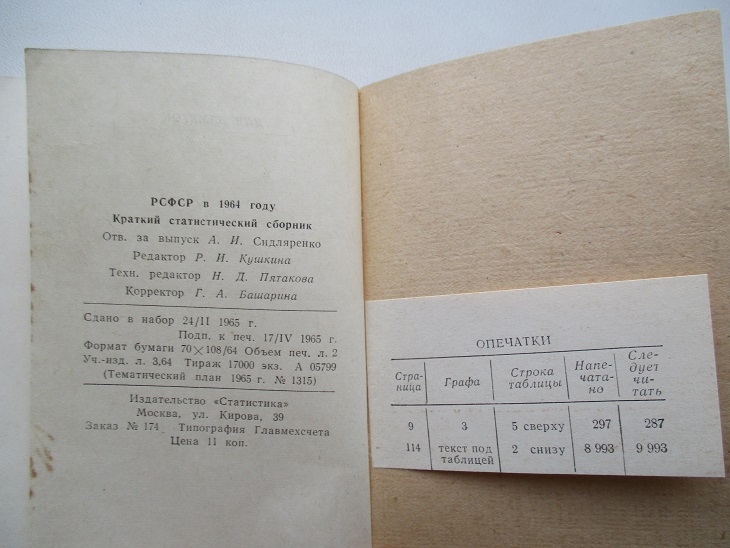 РСФСР в 1964 году
Краткий статистический сборник
Отв. за выпуск А. И. Сидляренко
Редактор Р. И. Кушкина
Техн. редактор Н. Д. Пятакова
Корректор Г. А. Башарина
Сдано в набор 24/II 1965 г.
Подп. к печ. 17/IV 1965 г.
Формат бумаги 70×108/64 Объем печ. л. 2
Уч.-изд. л. 3,64 Тираж 17000 экз. А 05799
(Тематический план 1965 г. № 1315)
Издательство «Статистика»
Москва, ул. Кирова, 39
Заказ № 174 Типография Главмехсчета
Цена 11 коп.
ОПЕЧАТКИ
Стра-
ница
Графа
Строка
таблицы
Напе-
чата-
но
Сле-
дует
чи-
тать
9 3 5 сверху 297 287
114 текст под
таблицей 2 снизу 8 993 9 993